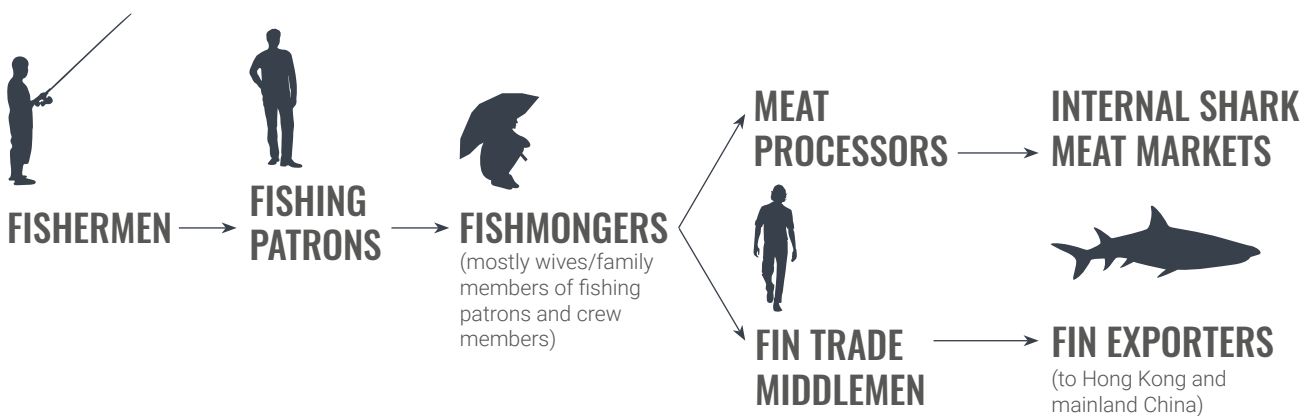 FISHERMEN
FISHING
PATRONS
FISHMONGERS
(mostly wives/family
members of fishing
patrons and crew
members)
MEAT
PROCESSORS
INTERNAL SHARK
MEAT MARKETS
FIN TRADE
MIDDLEMEN
FIN EXPORTERS
(to Hong Kong and
mainland China)